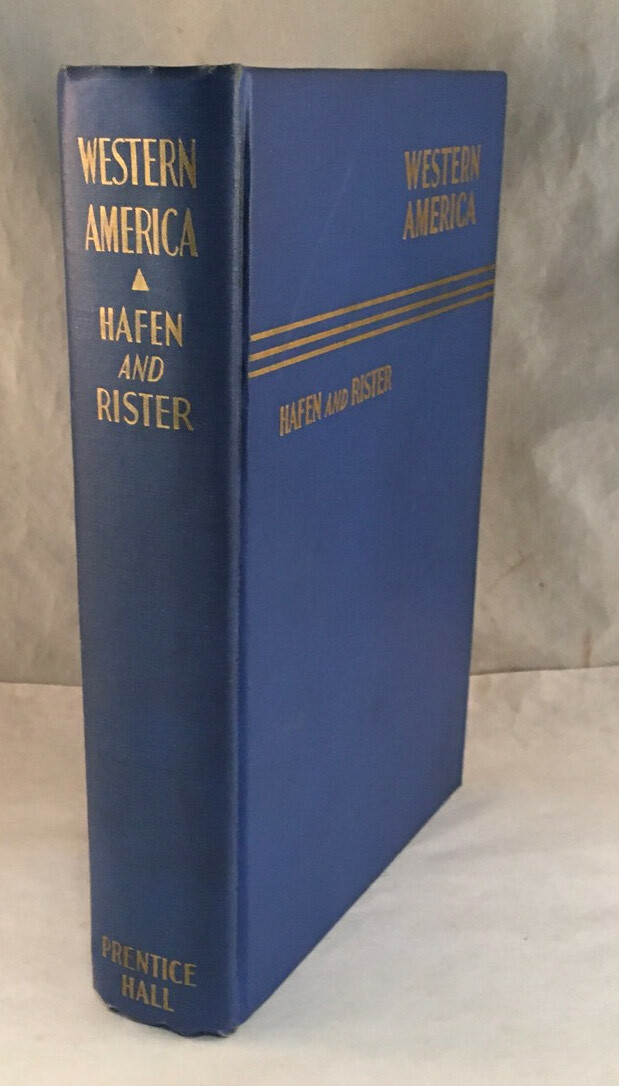 WESTERN
AMERICA
HAFEN
AND
RISTER
PRENTICE
HALL
WESTERN
AMERICA
HAFEN AND RISTER